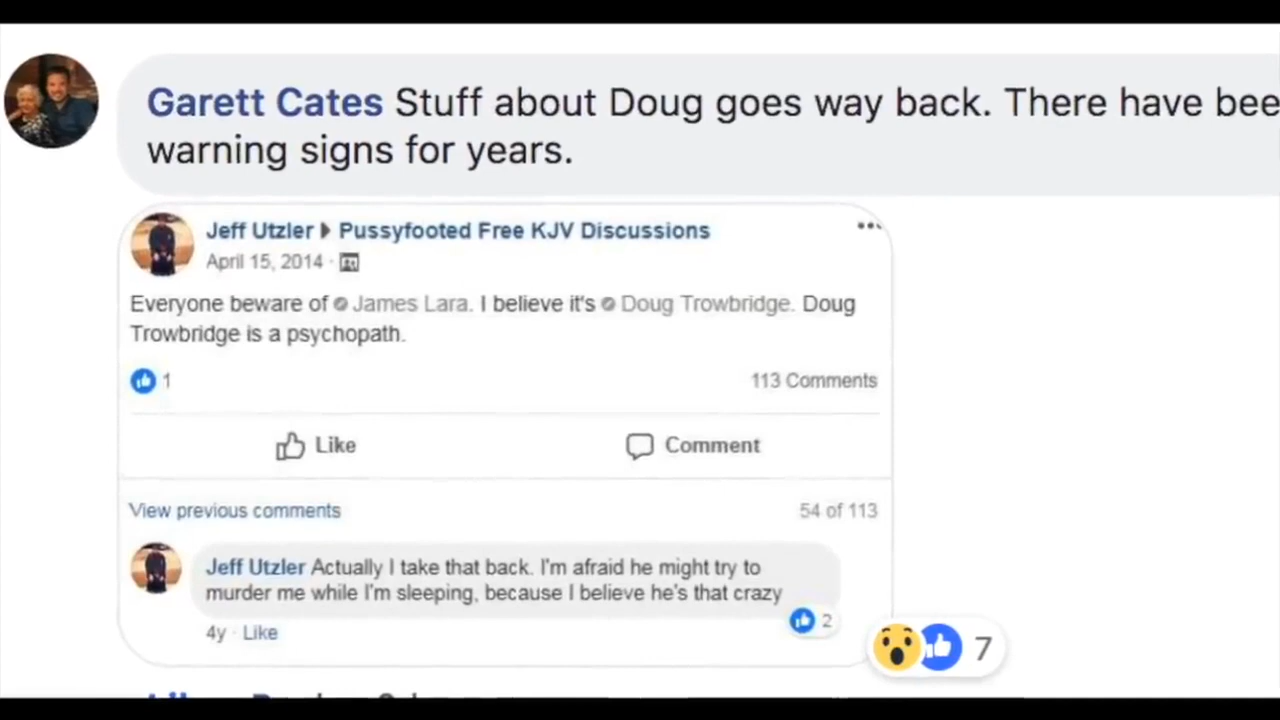 Garett Cates Stuff about Doug goes way back. There have bee
warning signs for years.
Jeff Utzler Pussyfooted Free KJV Discussions
April 15, 2014 ·
Everyone beware of James Lara. I believe it's Doug Trowbridge. Doug
Trowbridge is a psychopath.
1 113 Comments
Like Comment
View previous comments 54 of 113
Jeff Utzler Actually I take that back. I'm afraid he might try to
murder me while I'm sleeping, because I believe he's that crazy
2
4y · Like
7